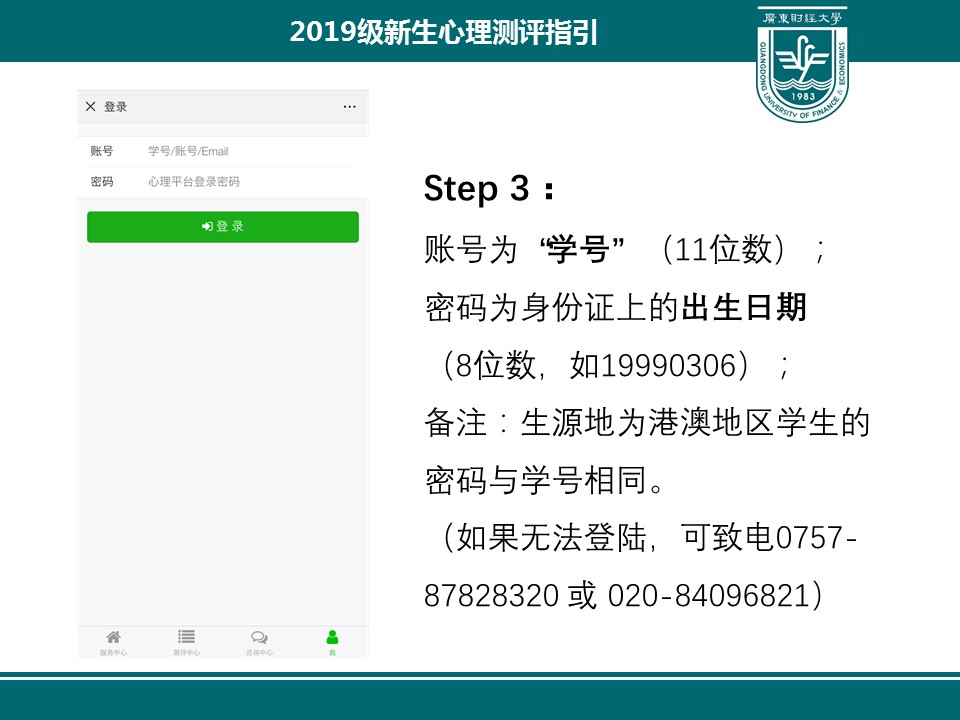 2019级新生心理测评指引
廣東財經大學
GUANGDONG UNIVERSITY OF FINANCE & ECONOMICS
1983
登录
账号 学号/账号/Email
密码 心理平台登录密码
登 录
服务中心 测评中心 咨询中心 我
Step 3：
账号为“学号”（11位数）；
密码为身份证上的出生日期
（8位数，如19990306）；
备注：生源地为港澳地区学生的
密码与学号相同。
（如果无法登陆，可致电0757-
87828320 或 020-84096821）